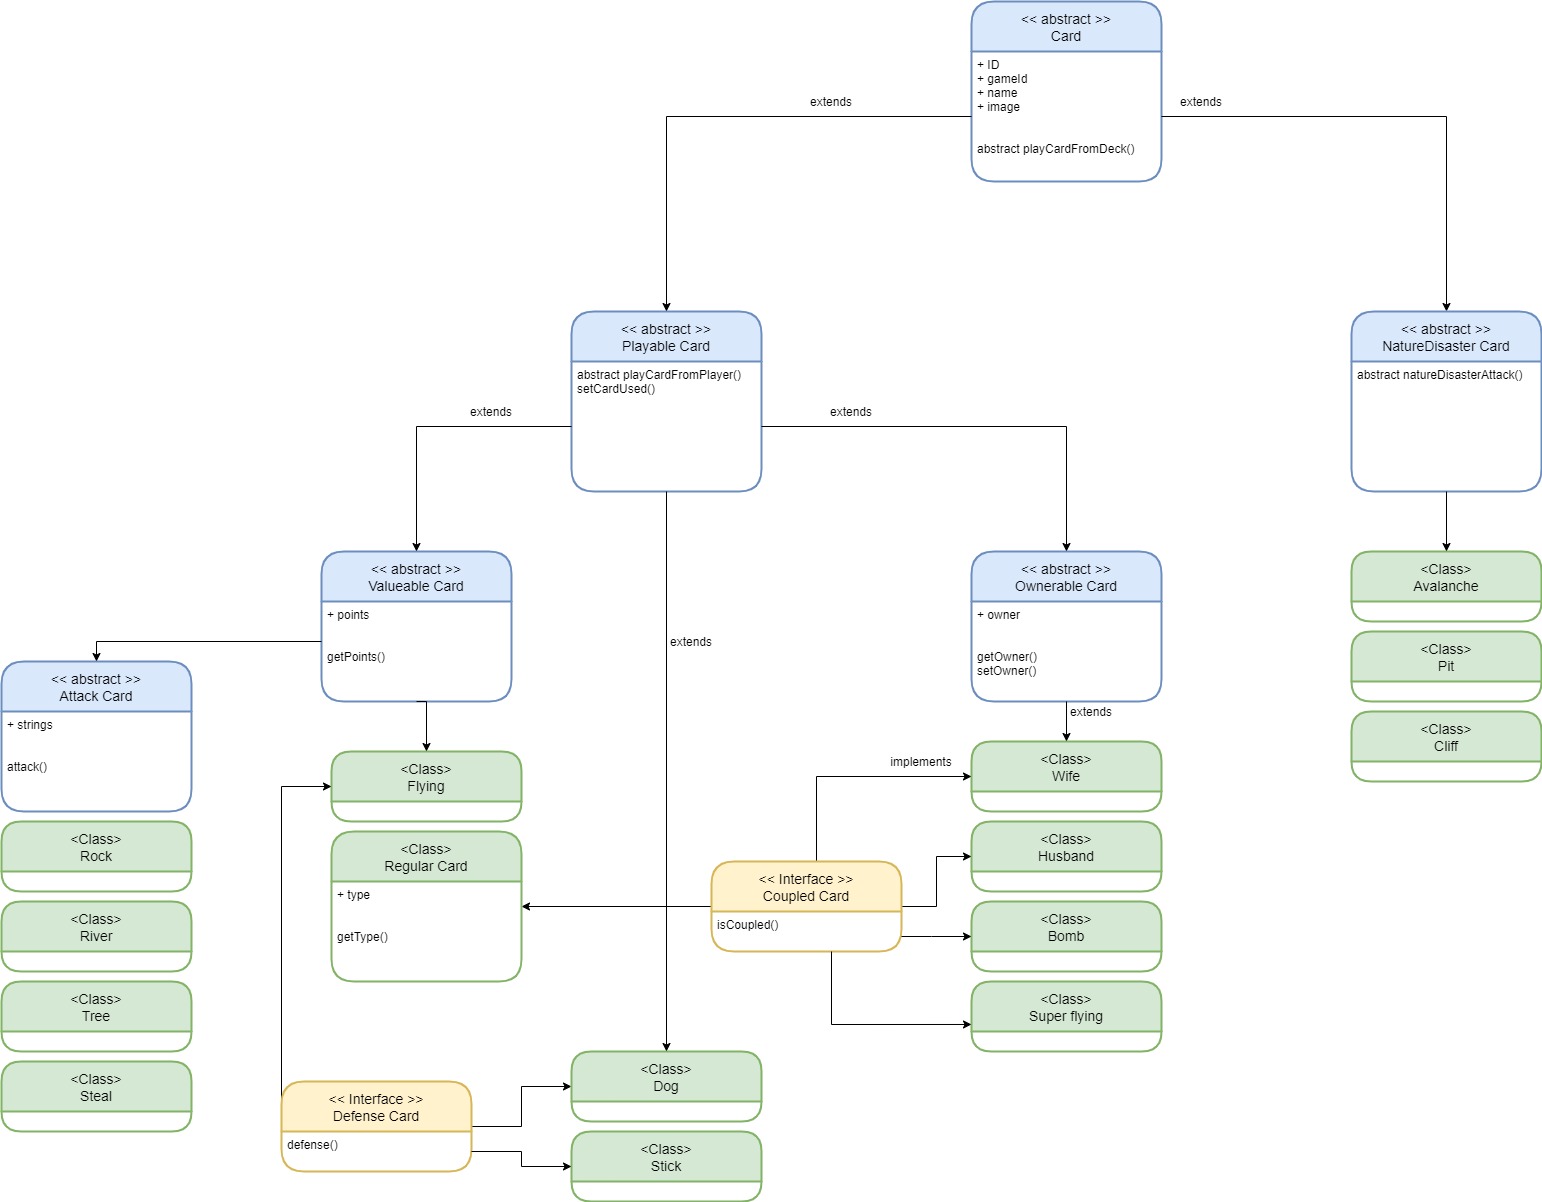 << abstract >>
Card
+ ID
+ gameId
+ name
+ image
abstract playCardFromDeck()
extends
extends
<< abstract >>
Playable Card
abstract playCardFromPlayer()
setCardUsed()
<< abstract >>
NatureDisaster Card
abstract natureDisasterAttack()
extends
extends
<< abstract >>
Valueable Card
+ points
getPoints()
extends
<< abstract >>
Ownerable Card
+ owner
getOwner()
setOwner()
extends
<Class>
Avalanche
<Class>
Pit
<Class>
Cliff
<< abstract >>
Attack Card
+ strings
attack()
<Class>
Rock
<Class>
River
<Class>
Tree
<Class>
Steal
<Class>
Flying
<Class>
Regular Card
+ type
getType()
implements
<Class>
Wife
<Class>
Husband
<Class>
Bomb
<Class>
Super flying
<< Interface >>
Coupled Card
isCoupled()
<< Interface >>
Defense Card
defense()
<Class>
Dog
<Class>
Stick